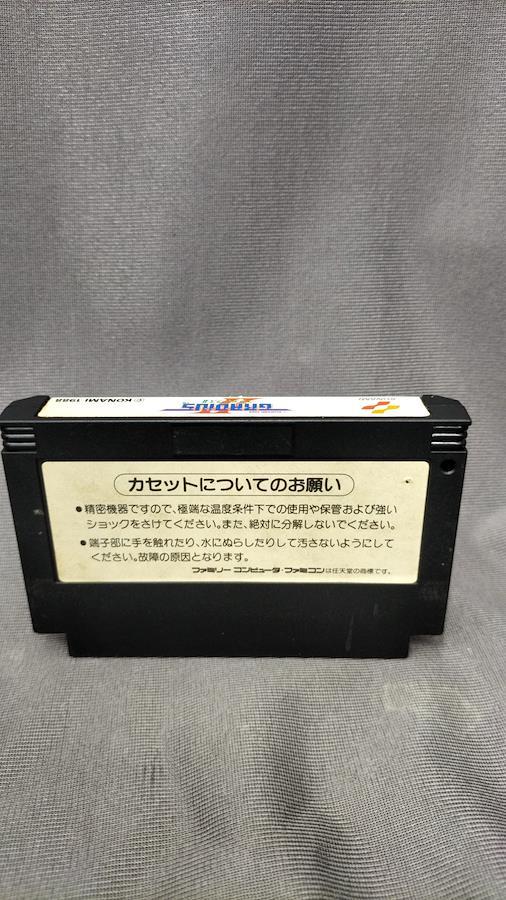 © KONAMI 1988
GRADIUS II
KONAMI
カセットについてのお願い
●精密機器ですので、極端な温度条件下での使用や保管および強い
ショックをさけてください。また、絶対に分解しないでください。
●端子部に手を触れたり、水にぬらしたりして汚さないようにして
ください。故障の原因となります。
ファミリーコンピュータ・ファミコンは任天堂の商標です。